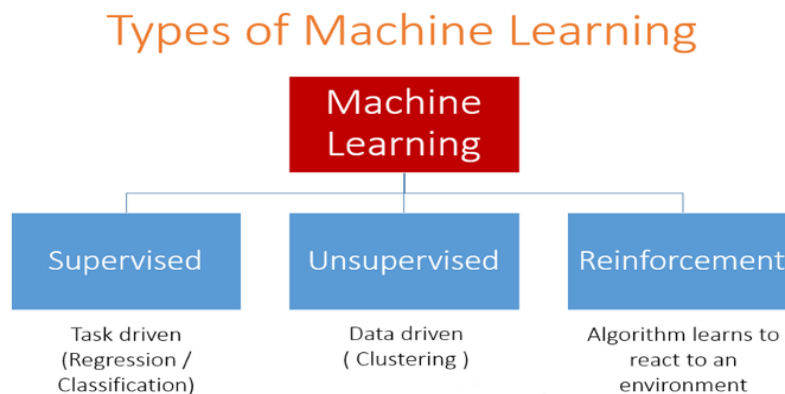 Types of Machine Learning
Machine
Learning
Supervised
Unsupervised
Reinforcement
Task driven
(Regression /
Classification)
Data driven
( Clustering )
Algorithm learns to
react to an
environment